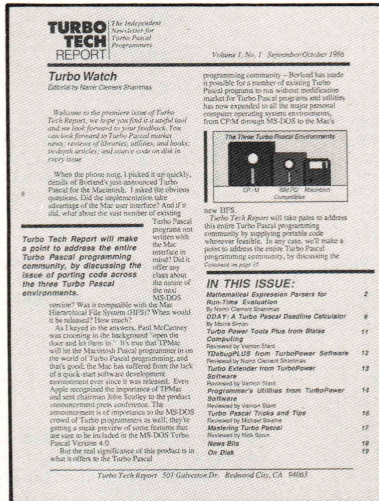 TURBO
TECH
REPORT
The Independent
Newsletter for
Turbo Pascal
Programmers
Volume 1, No. 1 September/October 1986
Turbo Watch
Editorial by Namir Clement Shammas
Welcome to the premiere issue of Turbo
Tech Report, we hope you find it a useful tool
and we look forward to your feedback. You
can look forward to Turbo Pascal market
news; reviews of libraries, utilities, and books;
in-depth articles; and source code on disk in
every issue.
When the phone rang, I picked it up quickly,
details of Borland's just-announced Turbo
Pascal for the Macintosh. I asked the obvious
questions. Did the implementation take
advantage of the Mac user interface? And if it
did, what about the vast number of existing
Turbo Pascal
programs not
written with
the Mac
interface in
mind? Did it
offer any
clues about
the nature of
the next
MS-DOS
version? Was it compatible with the Mac
Hierarchical File System (HFS)? When would
it be released? How much?
As I keyed in the answers, Paul McCartney
was crooning in the background "open the
door and let them in." It's true that TPMac
will let the Macintosh Pascal programmer in on
the world of Turbo Pascal programming, and
that's good; the Mac has suffered from the lack
of a quick-start software development
environment ever since it was released. Even
Apple recognized the importance of TPMac
and sent chairman John Sculley to the product
announcement press conference. The
announcement is of importance to the MS-DOS
crowd of Turbo programmers as well; they're
getting a sneak preview of some features that
are sure to be included in the MS-DOS Turbo
Pascal Version 4.0.
But the real significance of this product is in
what it offers to the Turbo Pascal
Turbo Tech Report will make
a point to address the entire
Turbo Pascal programming
community, by discussing the
issue of porting code across
the three Turbo Pascal
environments.
programming community – Borland has made
it possible for a number of existing Turbo
Pascal programs to run without modification
market for Turbo Pascal programs and utilities
has now expanded to all the major personal
computer operating system environments,
from CP/M through MS-DOS to the Mac's
The Three Turbo Pascal Environments
CP/M
IBM PC
Compatibles
Macintosh
new HFS.
Turbo Tech Report will take pains to address
this entire Turbo Pascal programming
community by supplying portable code
whenever feasible. In any case, we'll make a
point to address the entire Turbo Pascal
programming community, by discussing the
IN THIS ISSUE:
Mathematical Expression Parsers for 2
Run-Time Evaluation
by Namir Clement Shammas
DDAY: A Turbo Pascal Deadline Calculator 9
by Morris Simon
Turbo Power Tools Plus from Blaise 11
Computing
Reviewed by Vernon Stant
TDebugPLUS from TurboPower Software 12
Reviewed by Namir Clement Shammas
Turbo Extender from TurboPower 13
Software
Programmer's Utilities from TurboPower 14
Software
Reviewed by Vernon Stant
Turbo Pascal Tricks and Tips 16
by Michael Swaine
Mastering Turbo Pascal 17
News Bits 18
On Disk 19
Turbo Tech Report 501 Galveston Dr. Redwood City, CA 94063